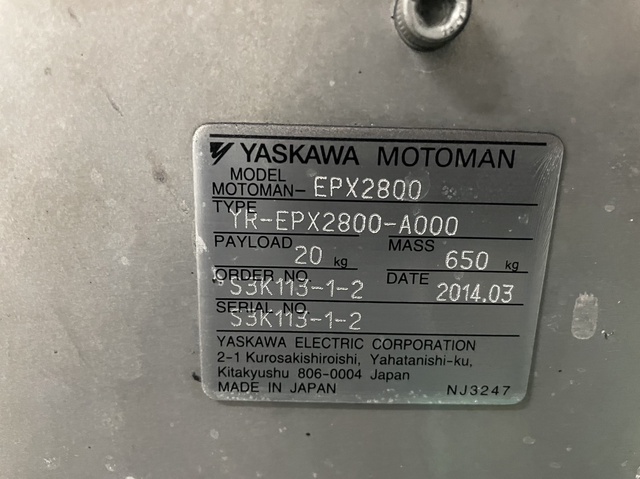 YASKAWA MOTOMAN
MODEL
MOTOMAN- EPX2800
TYPE
YR-EPX2800-A000
PAYLOAD 20 kg MASS 650 kg
ORDER NO. S3K113-1-2 DATE 2014.03
SERIAL NO. S3K113-1-2
YASKAWA ELECTRIC CORPORATION
2-1 Kurosakishiroishi, Yahatanishi-ku,
Kitakyushu 806-0004 Japan
MADE IN JAPAN NJ3247